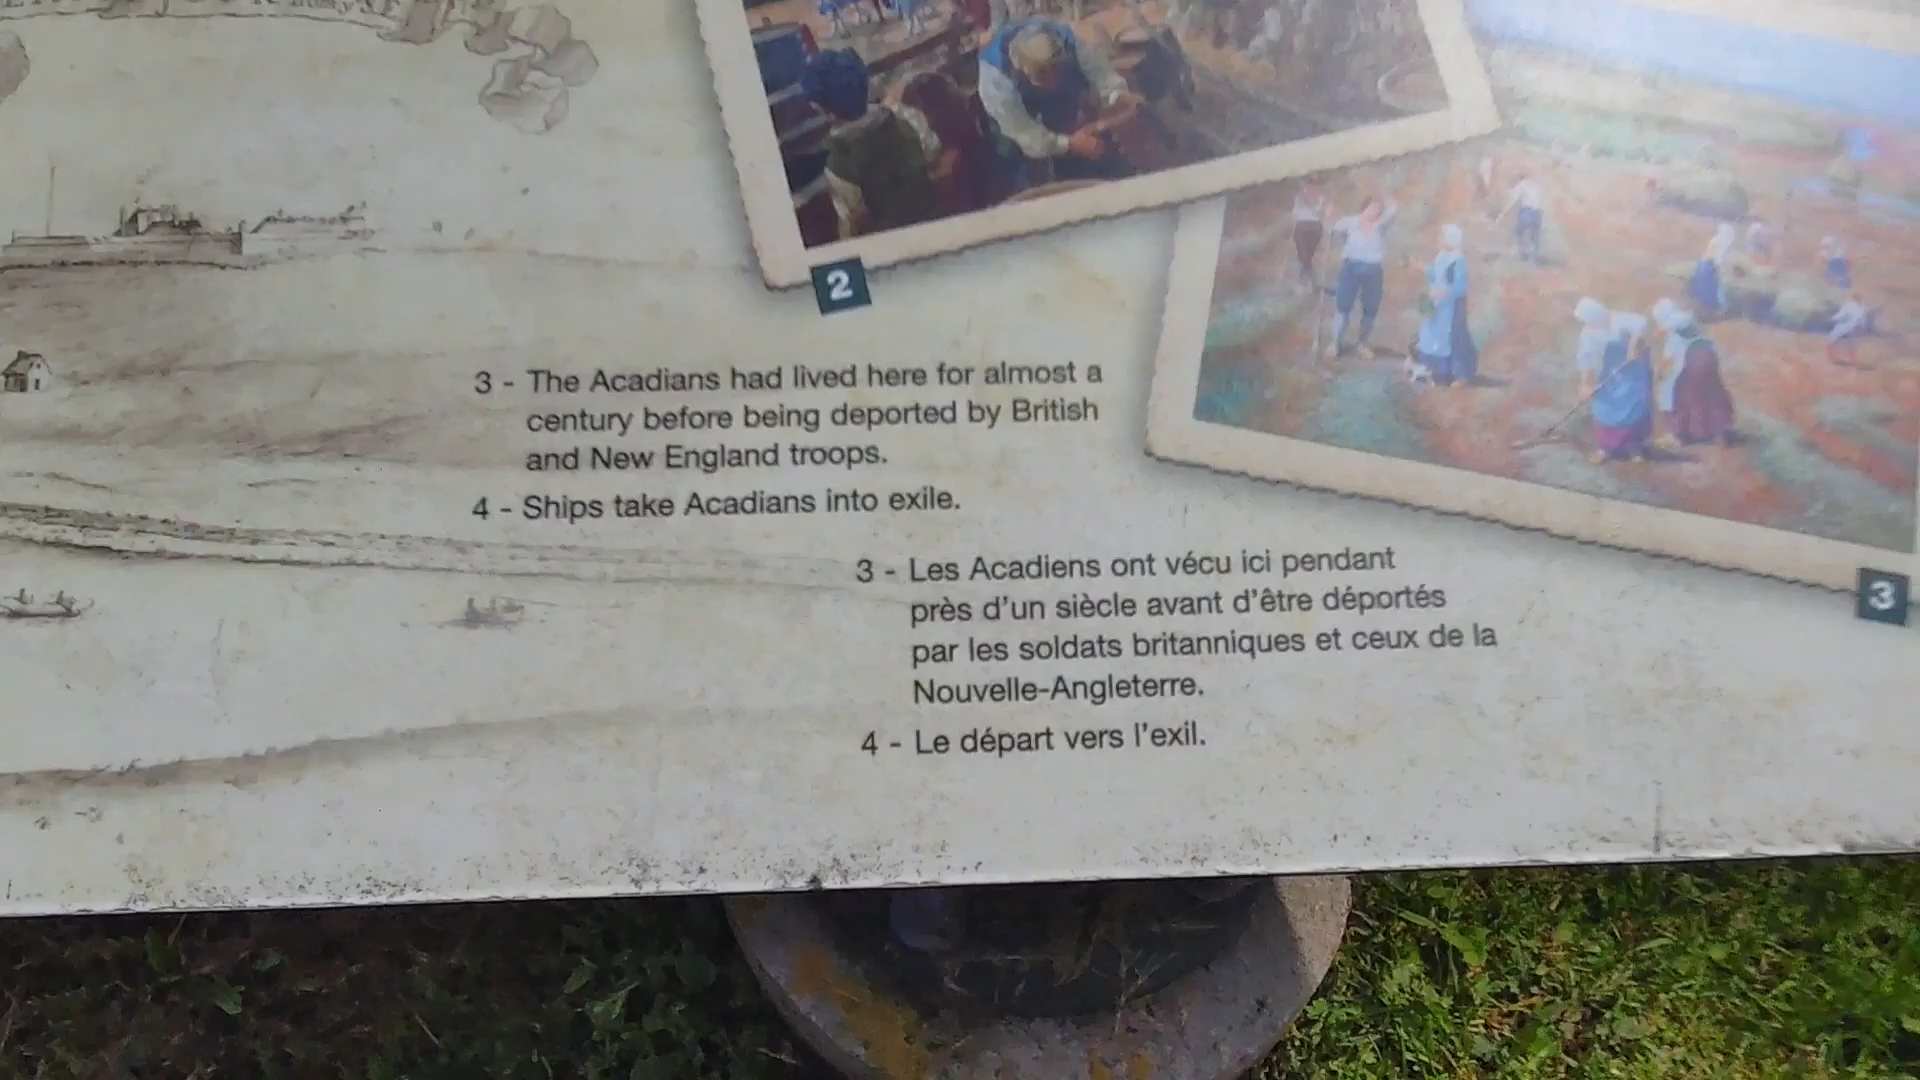 2
3 - The Acadians had lived here for almost a
century before being deported by British
and New England troops.
4 - Ships take Acadians into exile.
3 - Les Acadiens ont vécu ici pendant
près d'un siècle avant d'être déportés
par les soldats britanniques et ceux de la
Nouvelle-Angleterre.
4 - Le départ vers l'exil.
3